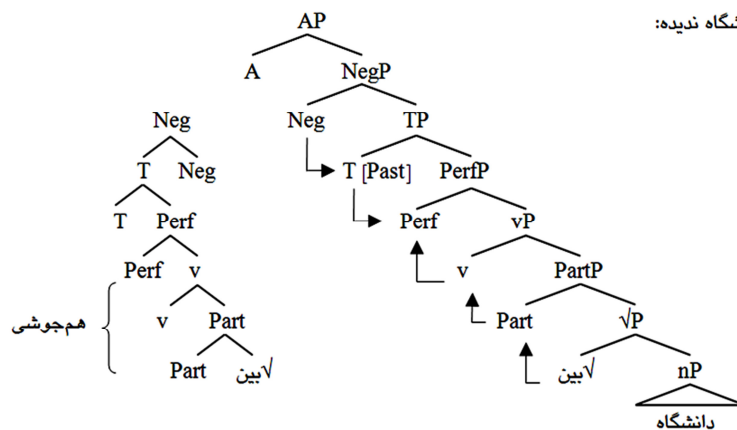 شگاه ندیده:
AP
A NegP
Neg Neg TP
T Neg T [Past] PerfP
T Perf Perf vP
Perf v v PartP
هم‌جوشی v Part Part √P
Part √بین √بین nP
دانشگاه